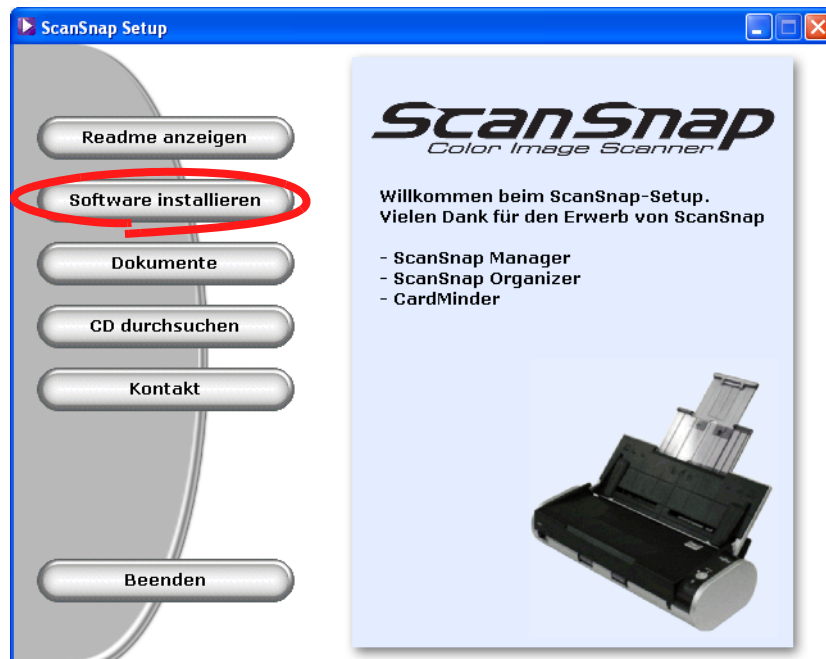 ScanSnap Setup
Readme anzeigen
Software installieren
Dokumente
CD durchsuchen
Kontakt
Beenden
ScanSnap
Color Image Scanner
Willkommen beim ScanSnap-Setup.
Vielen Dank für den Erwerb von ScanSnap
- ScanSnap Manager
- ScanSnap Organizer
- CardMinder